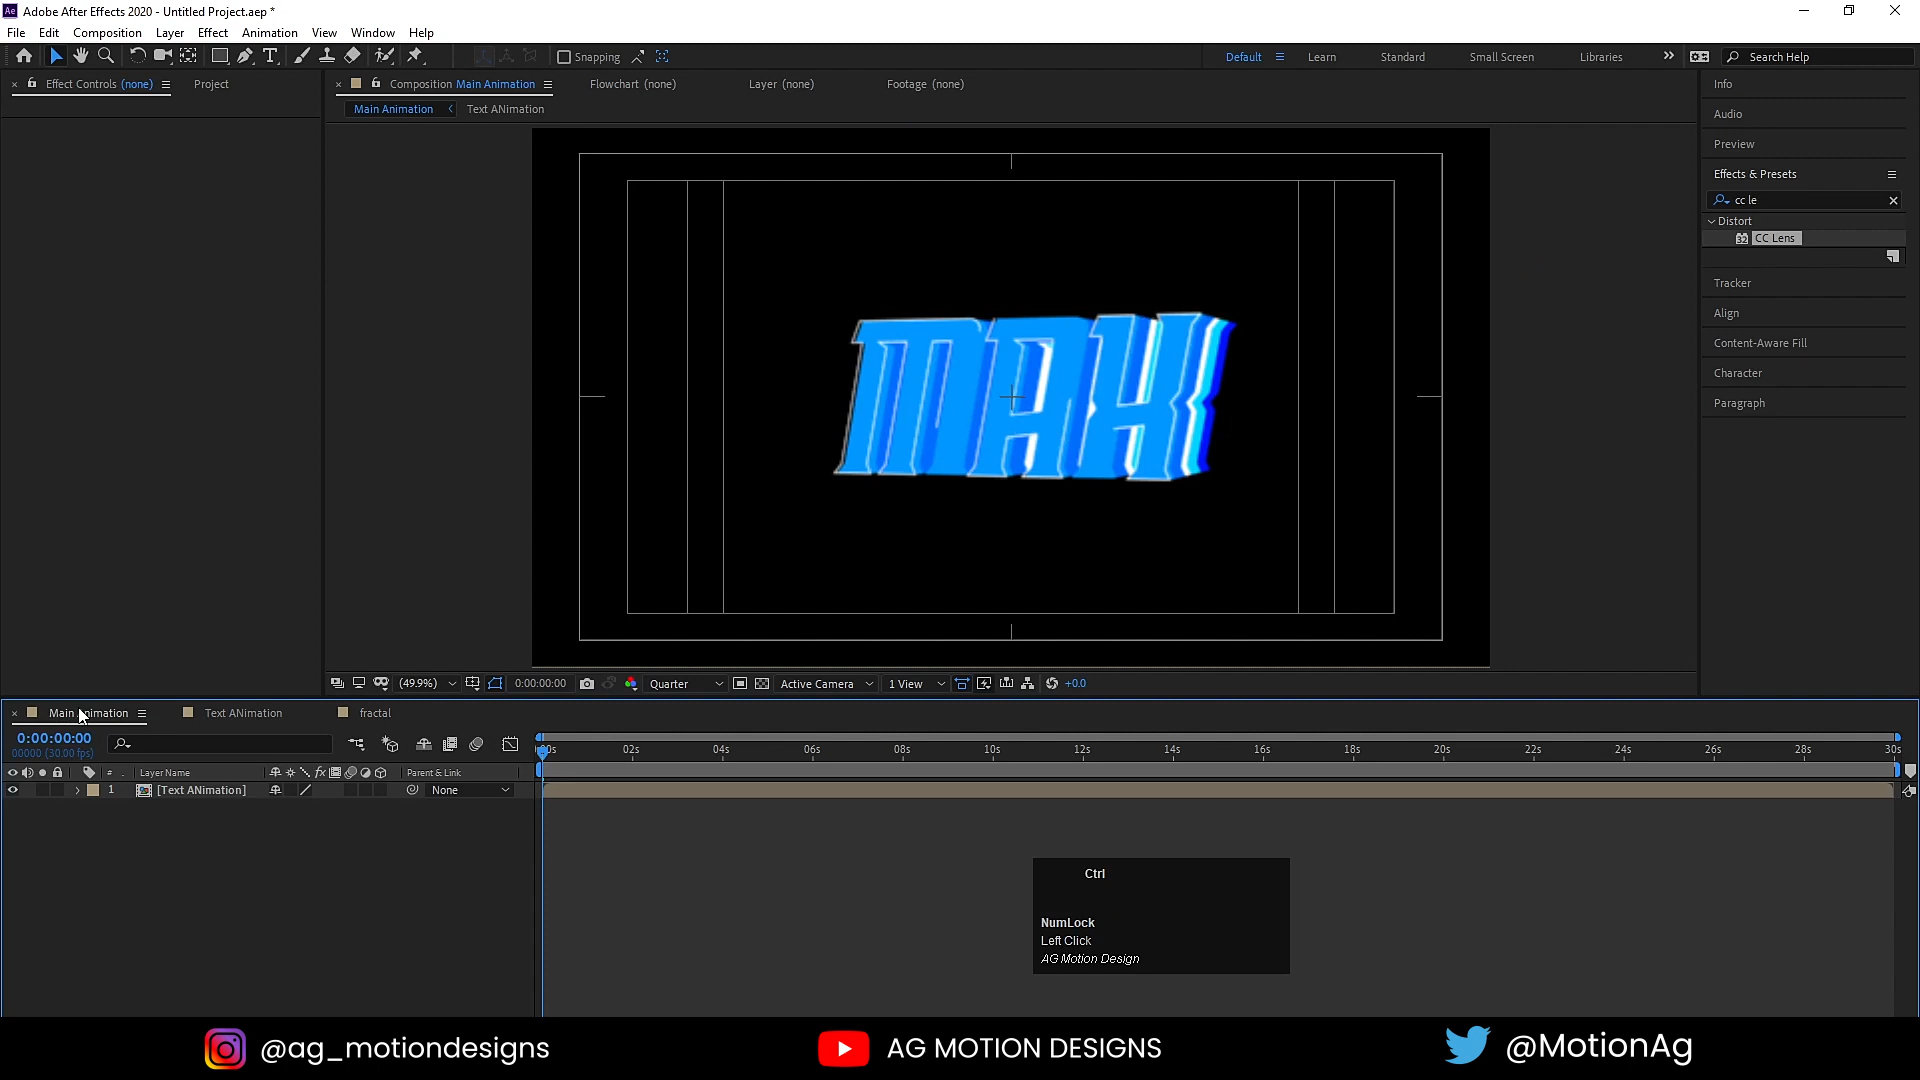 Ae Adobe After Effects 2020 - Untitled Project.aep *
File Edit Composition Layer Effect Animation View Window Help
Snapping Default Learn Standard Small Screen Libraries Search Help
Effect Controls (none) Project
Composition Main Animation Flowchart (none) Layer (none) Footage (none)
Main Animation Text ANimation
Info
Audio
Preview
Effects & Presets
cc le
Distort
32 CC Lens
Tracker
Align
Content-Aware Fill
Character
Paragraph
MAX
(49.9%) 0:00:00:00 Quarter Active Camera 1 View +0.0
Main Animation Text ANimation fractal
0:00:00:00
00000 (30.00 fps)
:00s 02s 04s 06s 08s 10s 12s 14s 16s 18s 20s 22s 24s 26s 28s 30s
# . Layer Name fx Parent & Link
1 [Text ANimation] None
Ctrl
NumLock
Left Click
AG Motion Design
@ag_motiondesigns AG MOTION DESIGNS @MotionAg